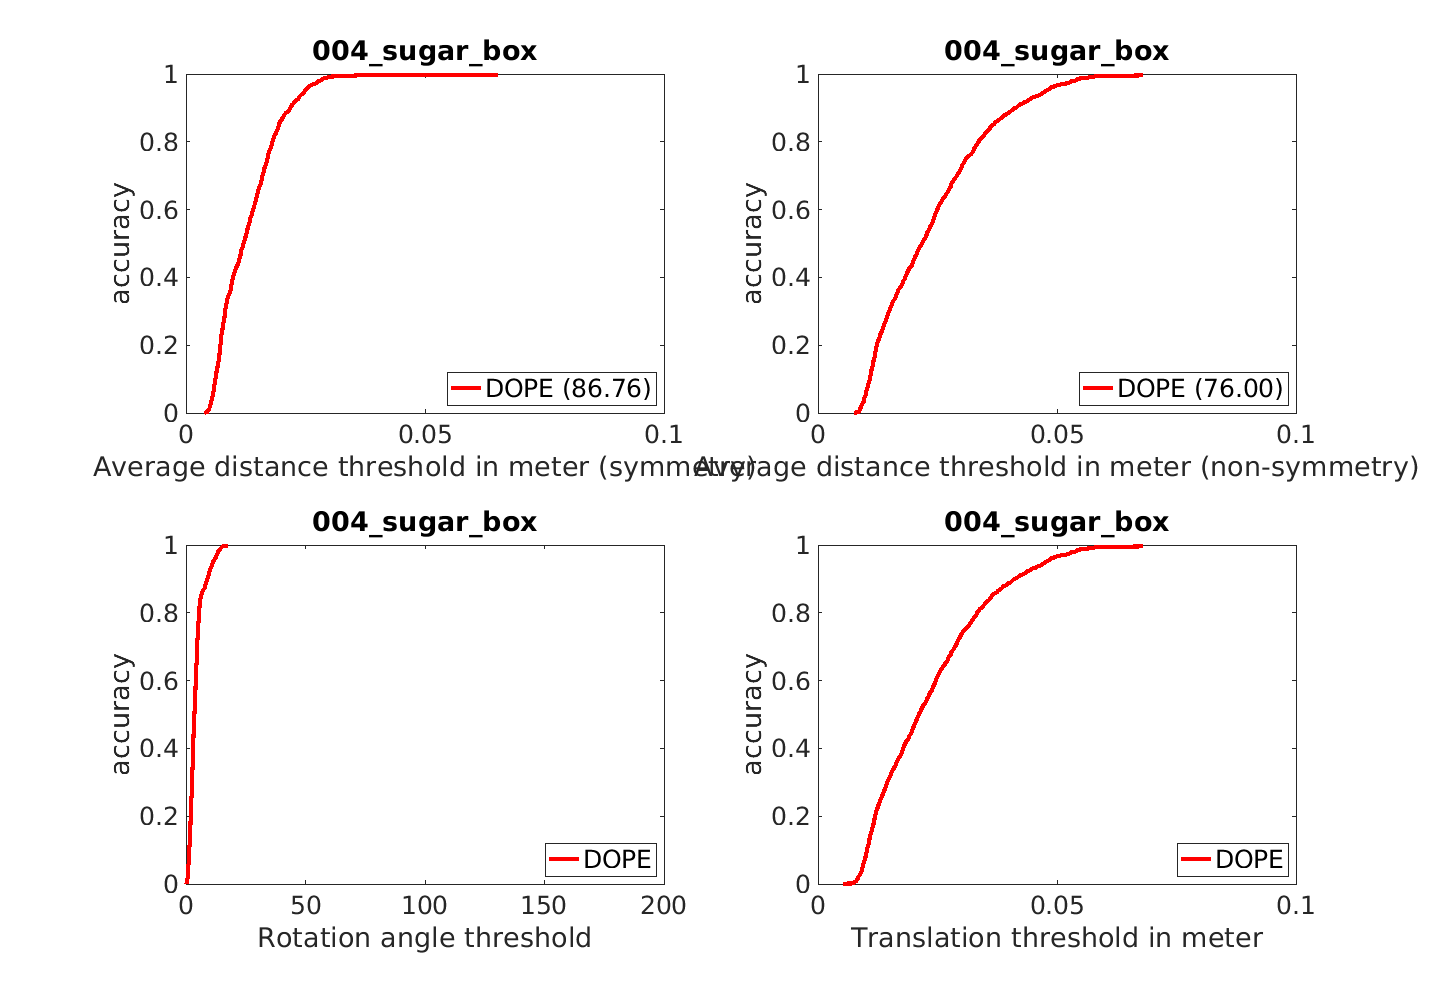 004_sugar_box
1
0.8
0.6
0.4
0.2
0
accuracy
DOPE (86.76)
0
0.05
0.1
Average distance threshold in meter (symmetry)
004_sugar_box
1
0.8
0.6
0.4
0.2
0
accuracy
DOPE (76.00)
0
0.05
0.1
Average distance threshold in meter (non-symmetry)
004_sugar_box
1
0.8
0.6
0.4
0.2
0
accuracy
DOPE
0
50
100
150
200
Rotation angle threshold
004_sugar_box
1
0.8
0.6
0.4
0.2
0
accuracy
DOPE
0
0.05
0.1
Translation threshold in meter